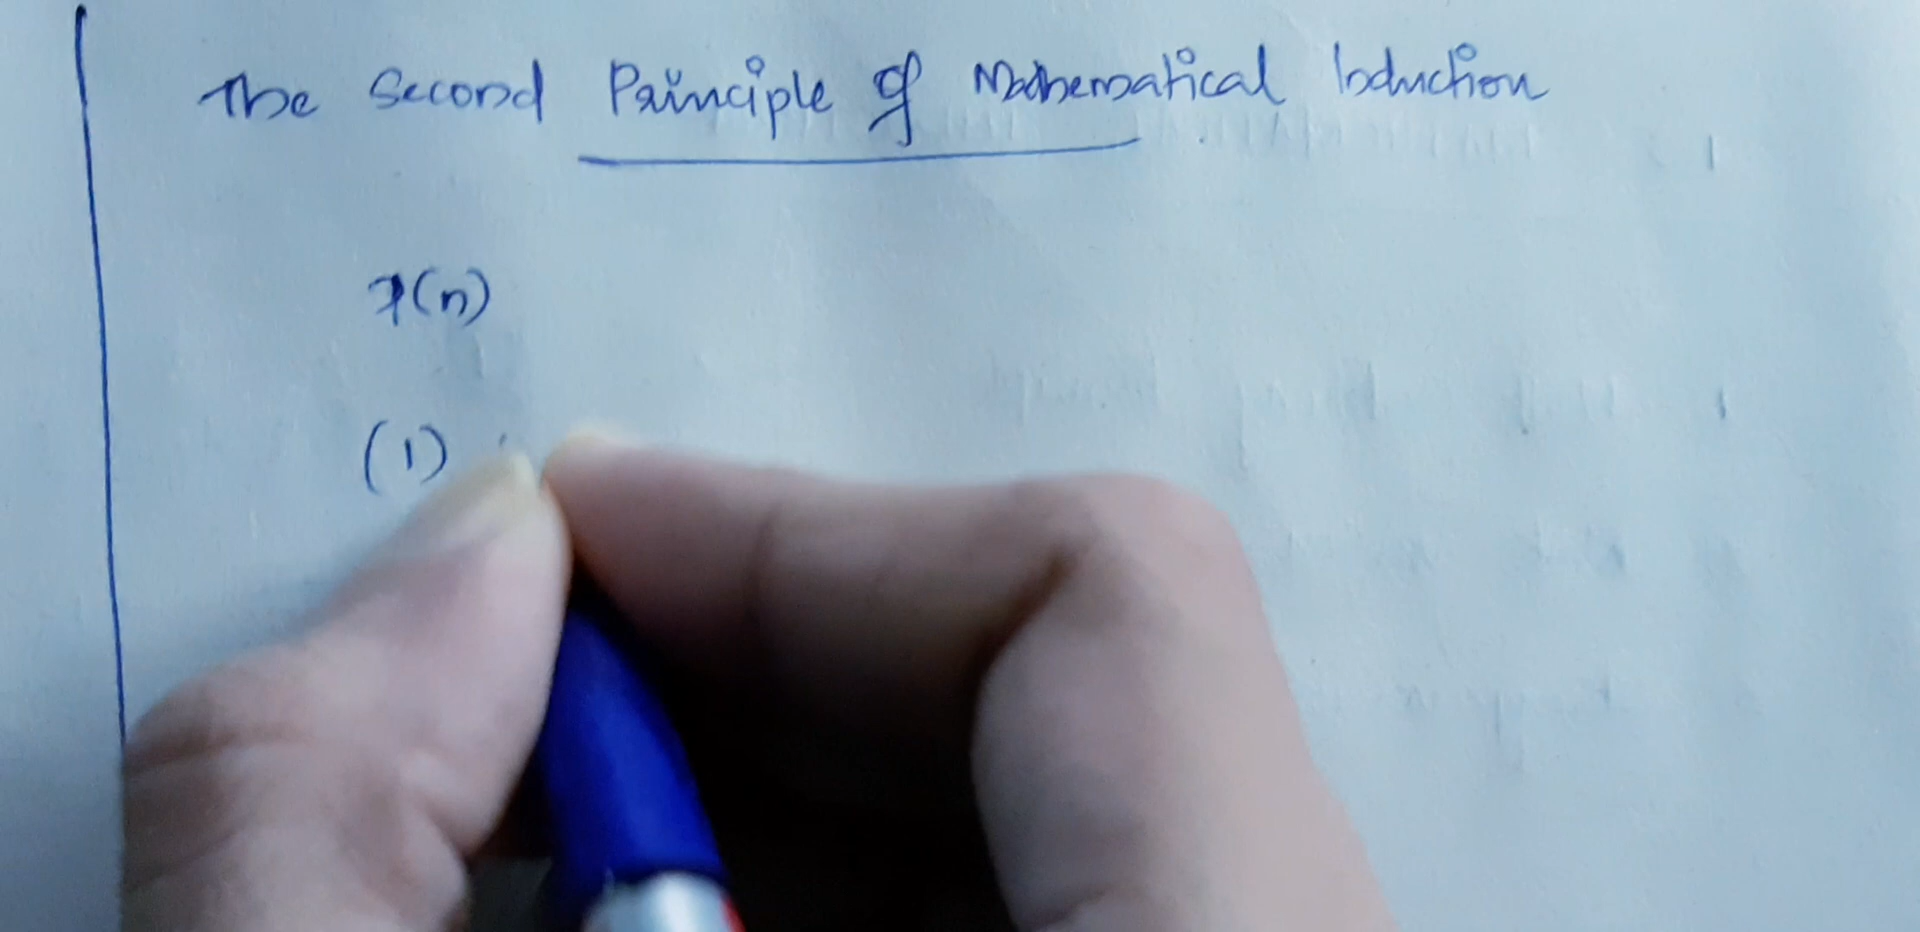 The Second Principle of Mathematical Induction
P(n)
(1)